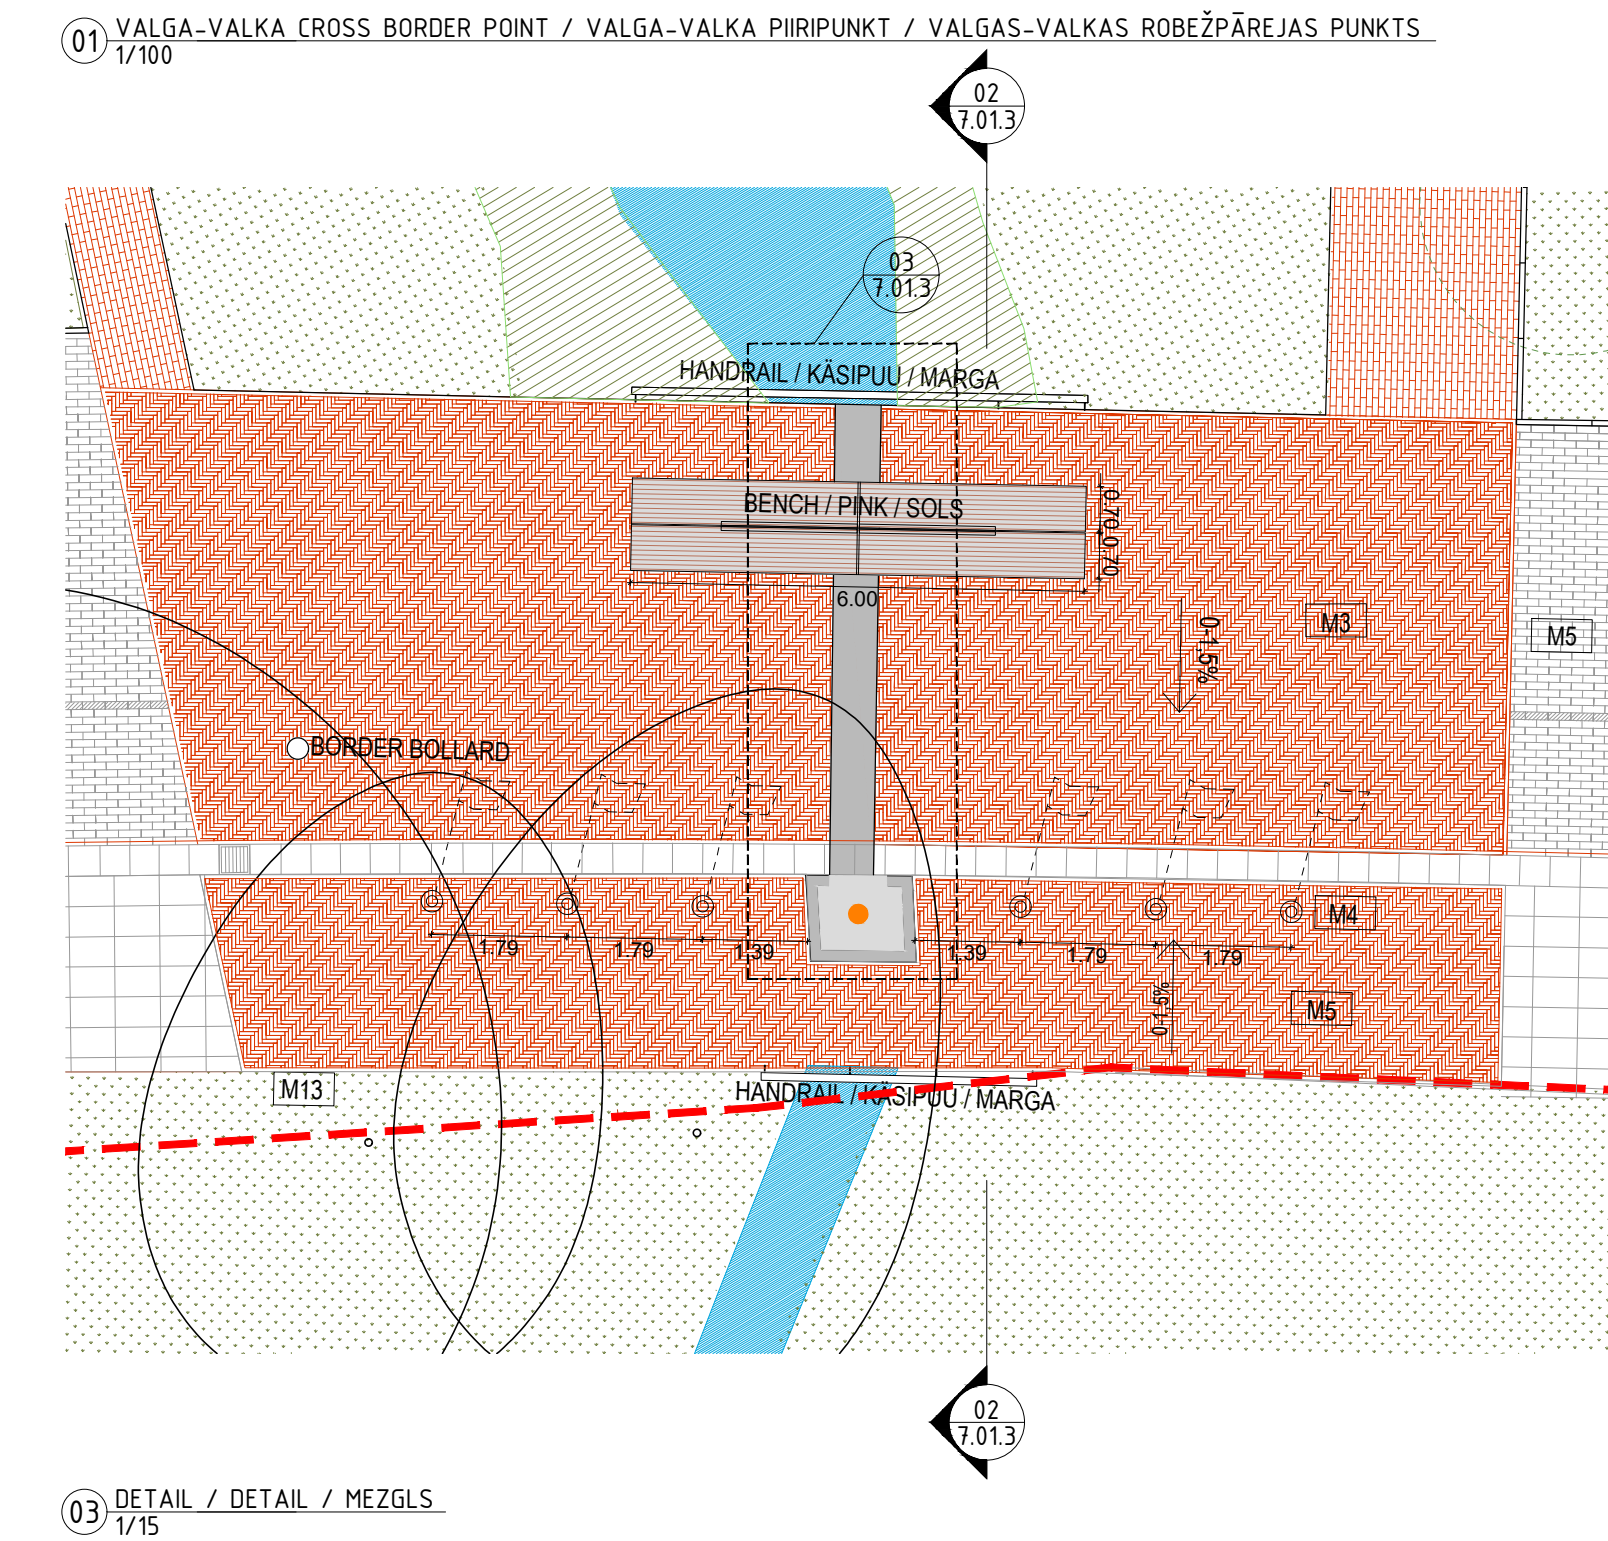 01 VALGA-VALKA CROSS BORDER POINT / VALGA-VALKA PIIRIPUNKT / VALGAS-VALKAS ROBEŽPĀREJAS PUNKTS
1/100
02
7.01.3
03
7.01.3
HANDRAIL / KÄSIPUU / MARGA
BENCH / PINK / SOLS
0.70
0.70
6.00
M3
M5
0-1,5%
BORDER BOLLARD
M4
1.79
1.79
1.39
1.39
1.79
1.79
0-1,5%
M5
M13
HANDRAIL / KÄSIPUU / MARGA
02
7.01.3
03 DETAIL / DETAIL / MEZGLS
1/15